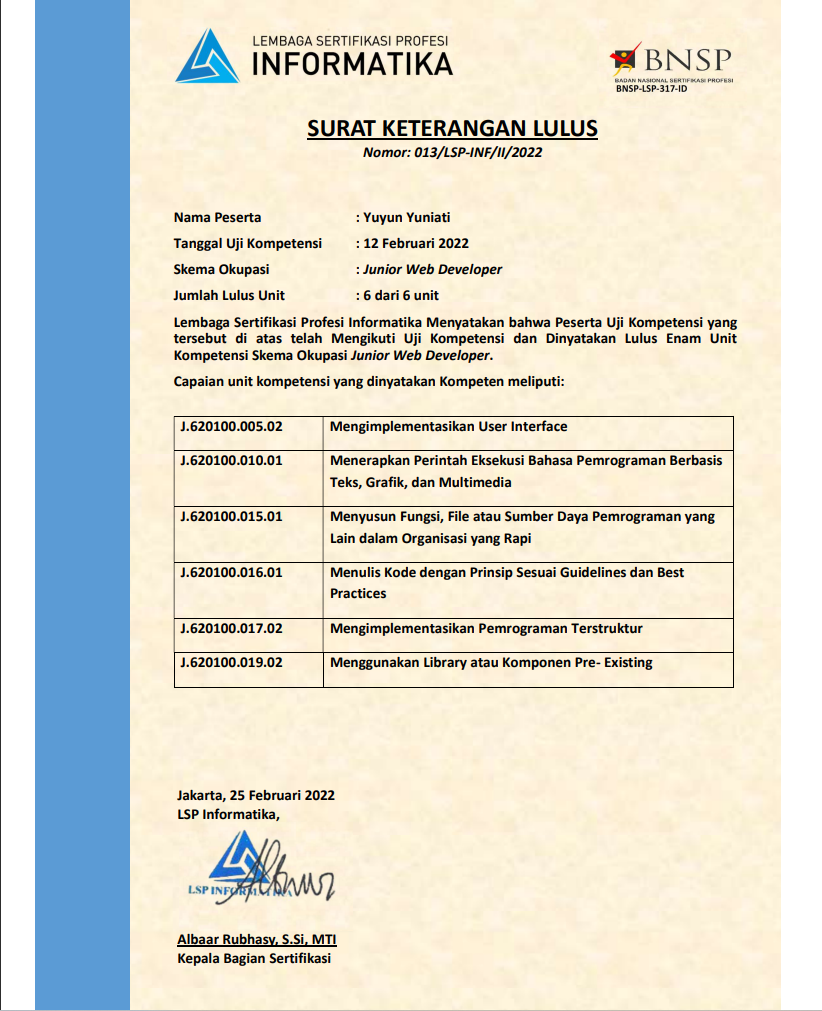 LEMBAGA SERTIFIKASI PROFESI
INFORMATIKA
BNSP
BADAN NASIONAL SERTIFIKASI PROFESI
BNSP-LSP-317-ID
SURAT KETERANGAN LULUS
Nomor: 013/LSP-INF/II/2022
Nama Peserta : Yuyun Yuniati
Tanggal Uji Kompetensi : 12 Februari 2022
Skema Okupasi : Junior Web Developer
Jumlah Lulus Unit : 6 dari 6 unit
Lembaga Sertifikasi Profesi Informatika Menyatakan bahwa Peserta Uji Kompetensi yang
tersebut di atas telah Mengikuti Uji Kompetensi dan Dinyatakan Lulus Enam Unit
Kompetensi Skema Okupasi Junior Web Developer.
Capaian unit kompetensi yang dinyatakan Kompeten meliputi:
J.620100.005.02 Mengimplementasikan User Interface
J.620100.010.01 Menerapkan Perintah Eksekusi Bahasa Pemrograman Berbasis
Teks, Grafik, dan Multimedia
J.620100.015.01 Menyusun Fungsi, File atau Sumber Daya Pemrograman yang
Lain dalam Organisasi yang Rapi
J.620100.016.01 Menulis Kode dengan Prinsip Sesuai Guidelines dan Best
Practices
J.620100.017.02 Mengimplementasikan Pemrograman Terstruktur
J.620100.019.02 Menggunakan Library atau Komponen Pre- Existing
Jakarta, 25 Februari 2022
LSP Informatika,
LSP INFORMATIKA
Albaar Rubhasy, S.Si, MTI
Kepala Bagian Sertifikasi